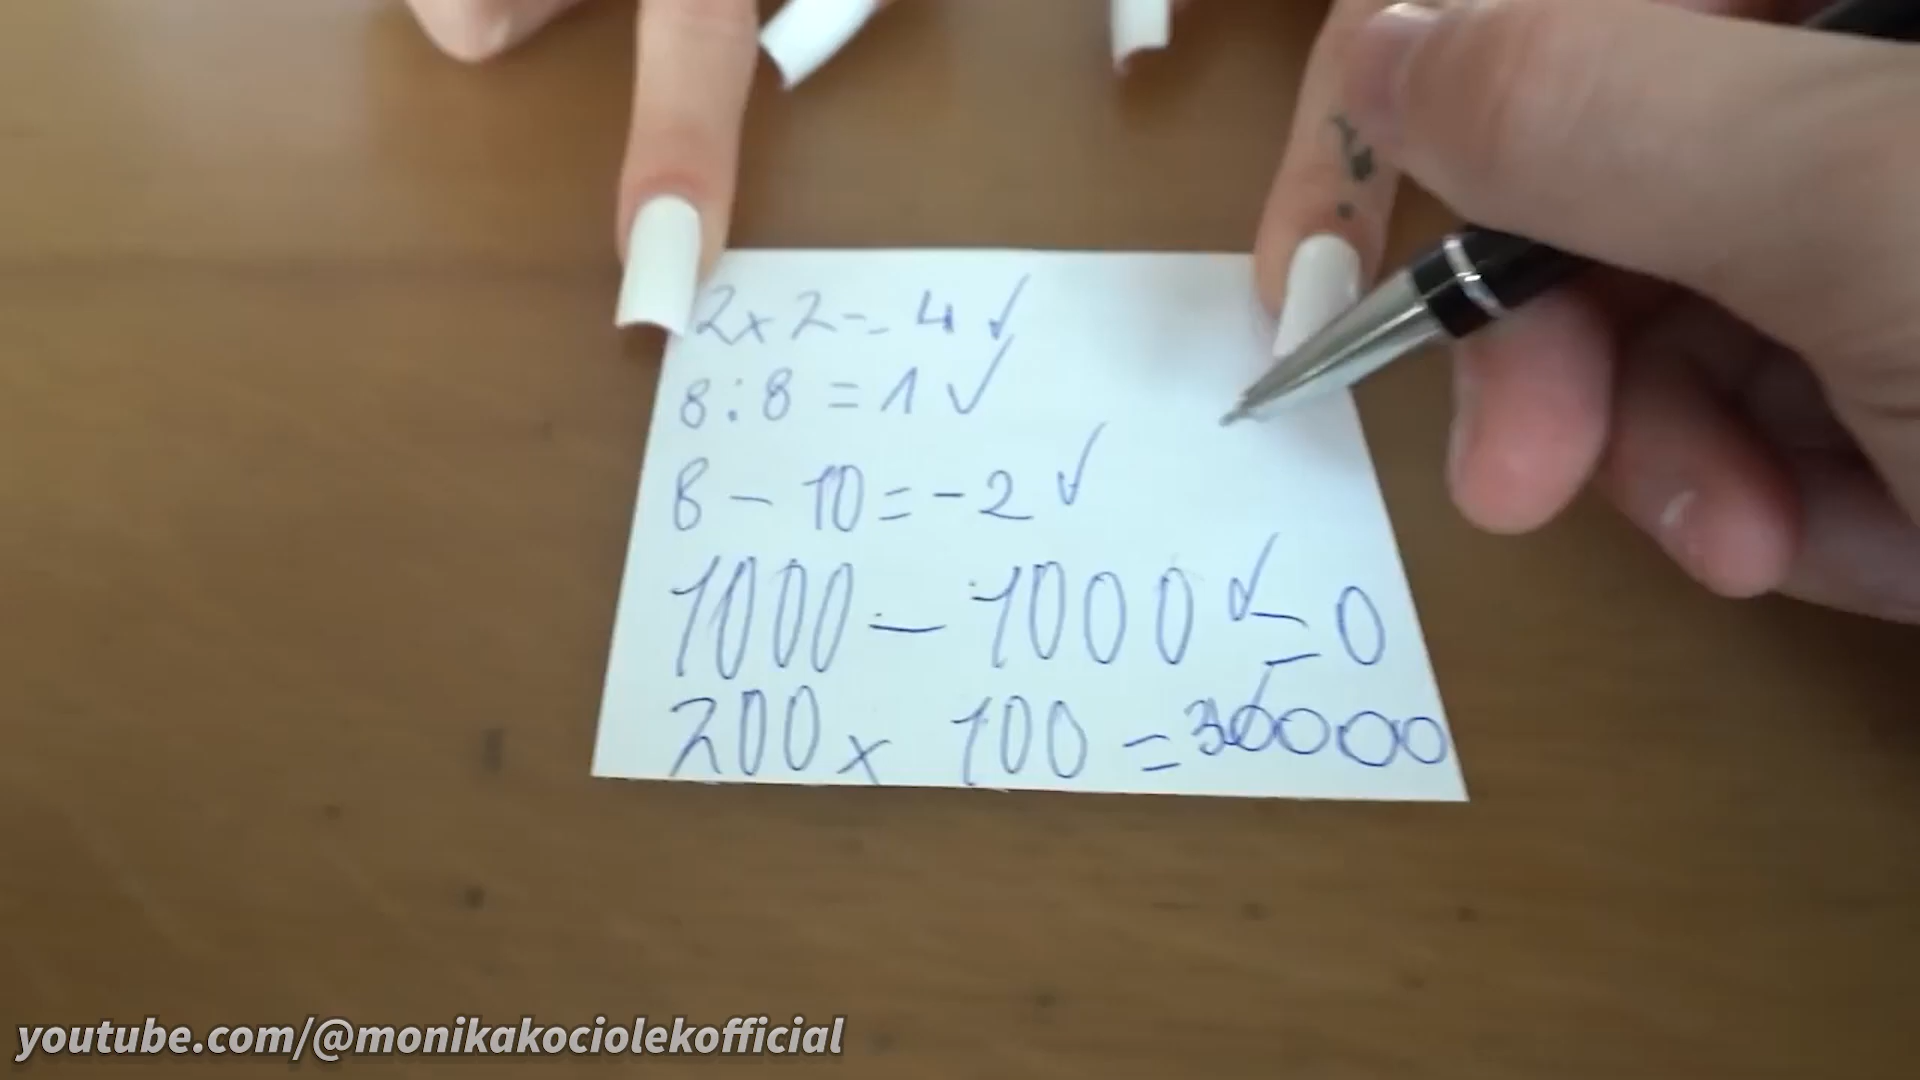 2x2=4 ✓
8:8=1 ✓
8-10=-2 ✓
1000-1000 ✓=0
200x100=30000
youtube.com/@monikakociolekofficial